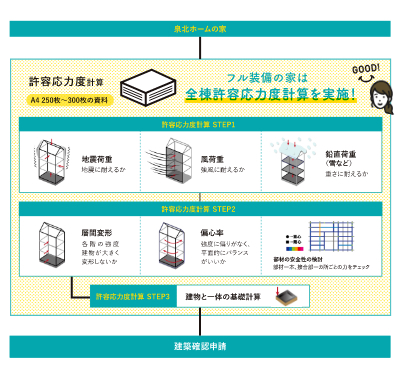 泉北ホームの家
許容応力度計算
A4 250枚〜300枚の資料
フル装備の家は
全棟許容応力度計算を実施!
GOOD!
許容応力度計算 STEP1
地震荷重
地震に耐えるか
風荷重
強風に耐えるか
鉛直荷重
(雪など)
重さに耐えるか
許容応力度計算 STEP2
層間変形
各階の強度
建物が大きく
変形しないか
偏心率
強度に偏りがなく、
平面的にバランス
がいいか
部材の安全性の検討
部材一本、接合部一カ所ごとの力をチェック
許容応力度計算 STEP3
建物と一体の基礎計算
建築確認申請